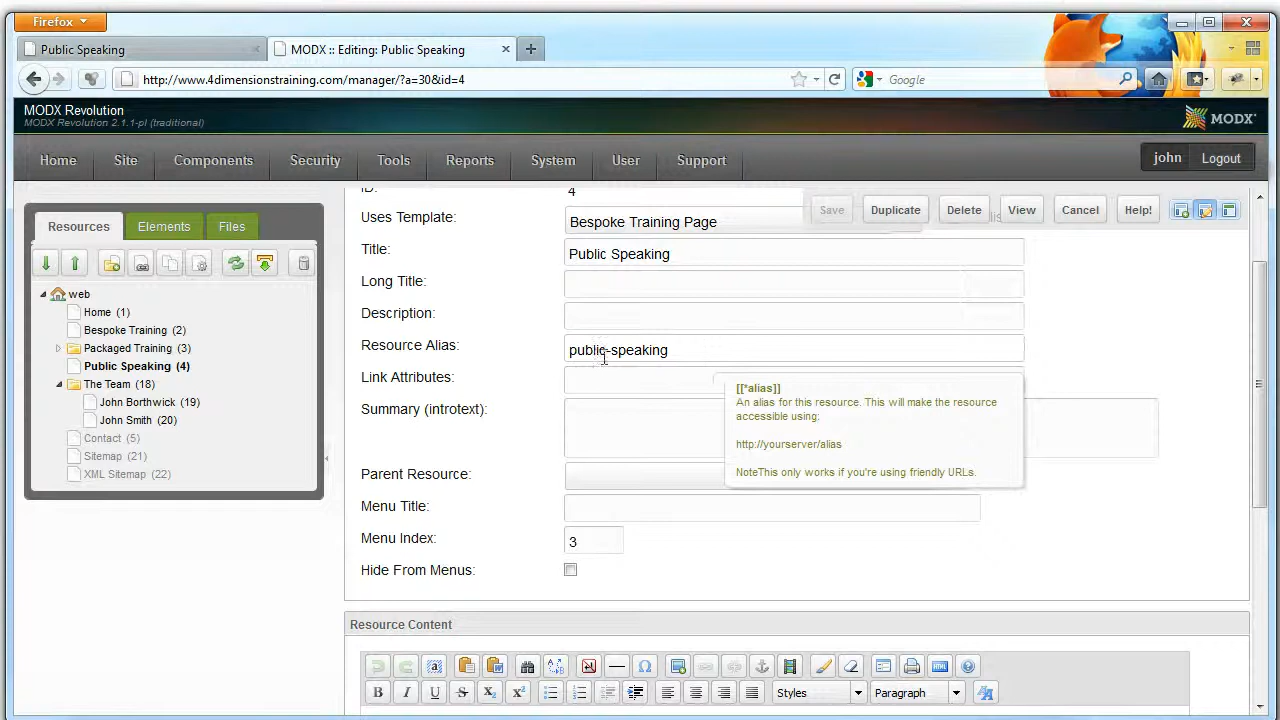 Firefox
Public Speaking
MODX :: Editing: Public Speaking
http://www.4dimensionstraining.com/manager/?a=30&id=4
Google
MODX Revolution
MODX Revolution 2.1.1-pl (traditional)
MODX
Home Site Components Security Tools Reports System User Support
john Logout
Resources Elements Files
web
Home (1)
Bespoke Training (2)
Packaged Training (3)
Public Speaking (4)
The Team (18)
John Borthwick (19)
John Smith (20)
Contact (5)
Sitemap (21)
XML Sitemap (22)
Save Duplicate Delete View Cancel Help!
ID: 4
Uses Template: Bespoke Training Page
Title: Public Speaking
Long Title:
Description:
Resource Alias: public-speaking
Link Attributes:
Summary (introtext):
Parent Resource:
Menu Title:
Menu Index: 3
Hide From Menus:
[[*alias]]
An alias for this resource. This will make the resource
accessible using:
http://yourserver/alias
NoteThis only works if you're using friendly URLs.
Resource Content
Styles Paragraph